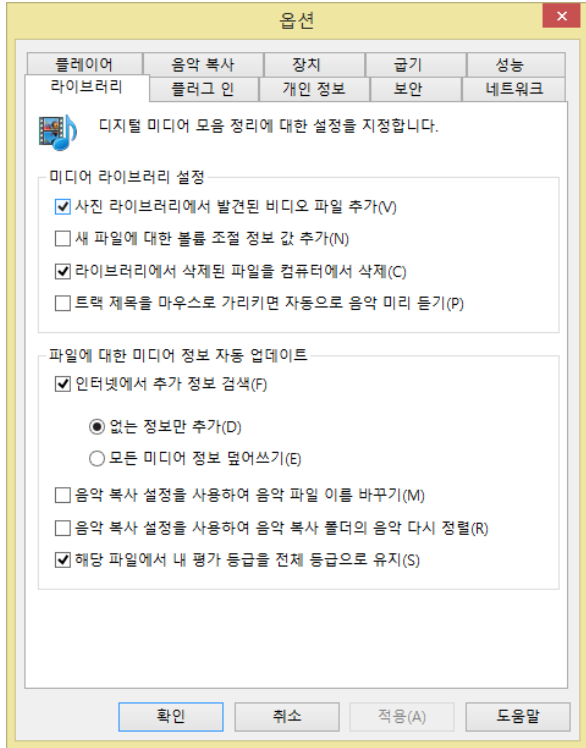 옵션
플레이어 음악 복사 장치 굽기 성능
라이브러리 플러그 인 개인 정보 보안 네트워크
디지털 미디어 모음 정리에 대한 설정을 지정합니다.
미디어 라이브러리 설정
사진 라이브러리에서 발견된 비디오 파일 추가(V)
새 파일에 대한 볼륨 조절 정보 값 추가(N)
라이브러리에서 삭제된 파일을 컴퓨터에서 삭제(C)
트랙 제목을 마우스로 가리키면 자동으로 음악 미리 듣기(P)
파일에 대한 미디어 정보 자동 업데이트
인터넷에서 추가 정보 검색(F)
없는 정보만 추가(D)
모든 미디어 정보 덮어쓰기(E)
음악 복사 설정을 사용하여 음악 파일 이름 바꾸기(M)
음악 복사 설정을 사용하여 음악 복사 폴더의 음악 다시 정렬(R)
해당 파일에서 내 평가 등급을 전체 등급으로 유지(S)
확인 취소 적용(A) 도움말